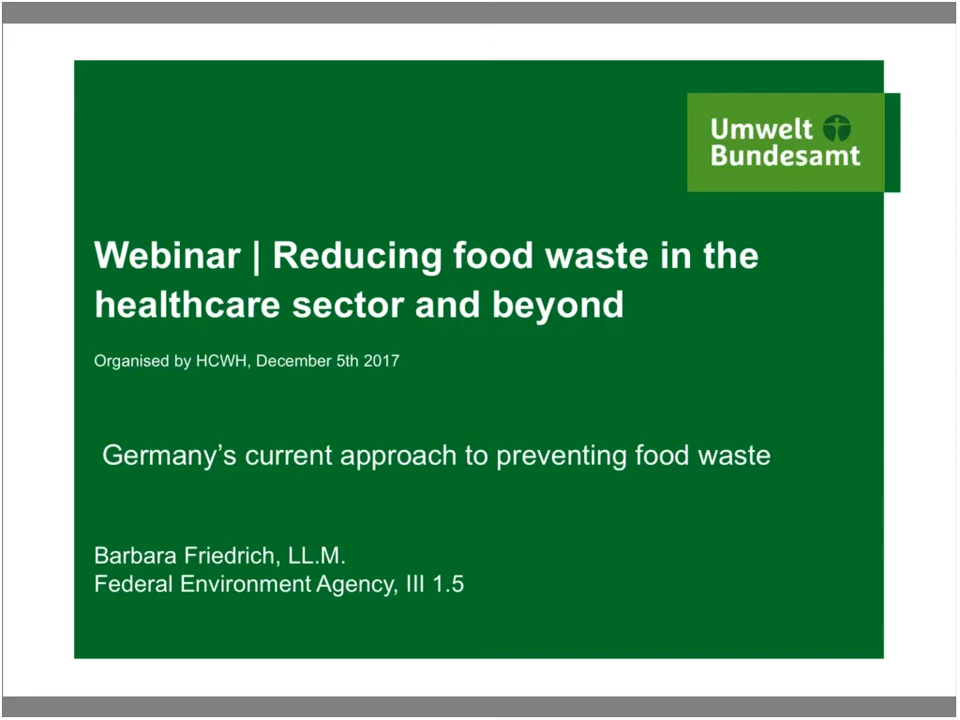 Umwelt
Bundesamt
Webinar | Reducing food waste in the
healthcare sector and beyond
Organised by HCWH, December 5th 2017
Germany’s current approach to preventing food waste
Barbara Friedrich, LL.M.
Federal Environment Agency, III 1.5